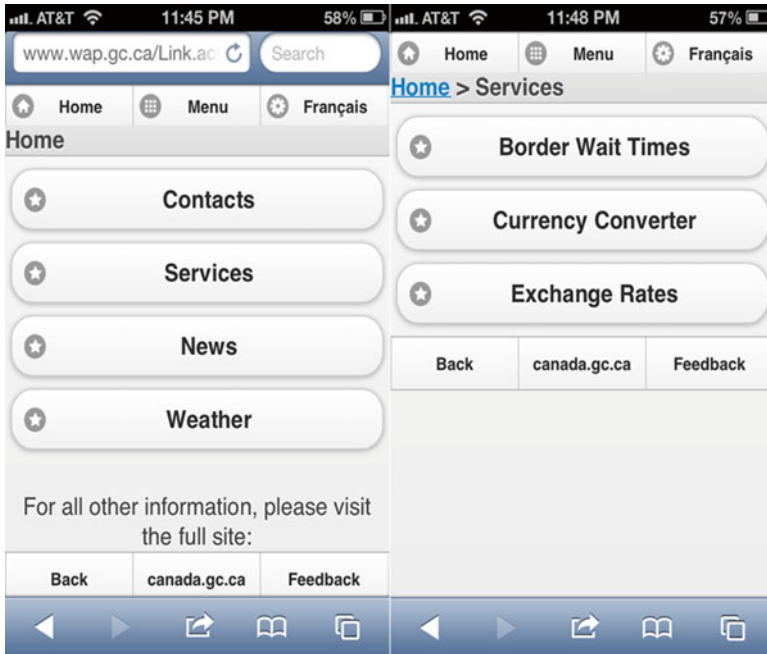 AT&T 11:45 PM 58%
www.wap.gc.ca/Link.ac Search
Home Menu Français
Home
Contacts
Services
News
Weather
For all other information, please visit
the full site:
Back canada.gc.ca Feedback
AT&T 11:48 PM 57%
Home Menu Français
Home > Services
Border Wait Times
Currency Converter
Exchange Rates
Back canada.gc.ca Feedback